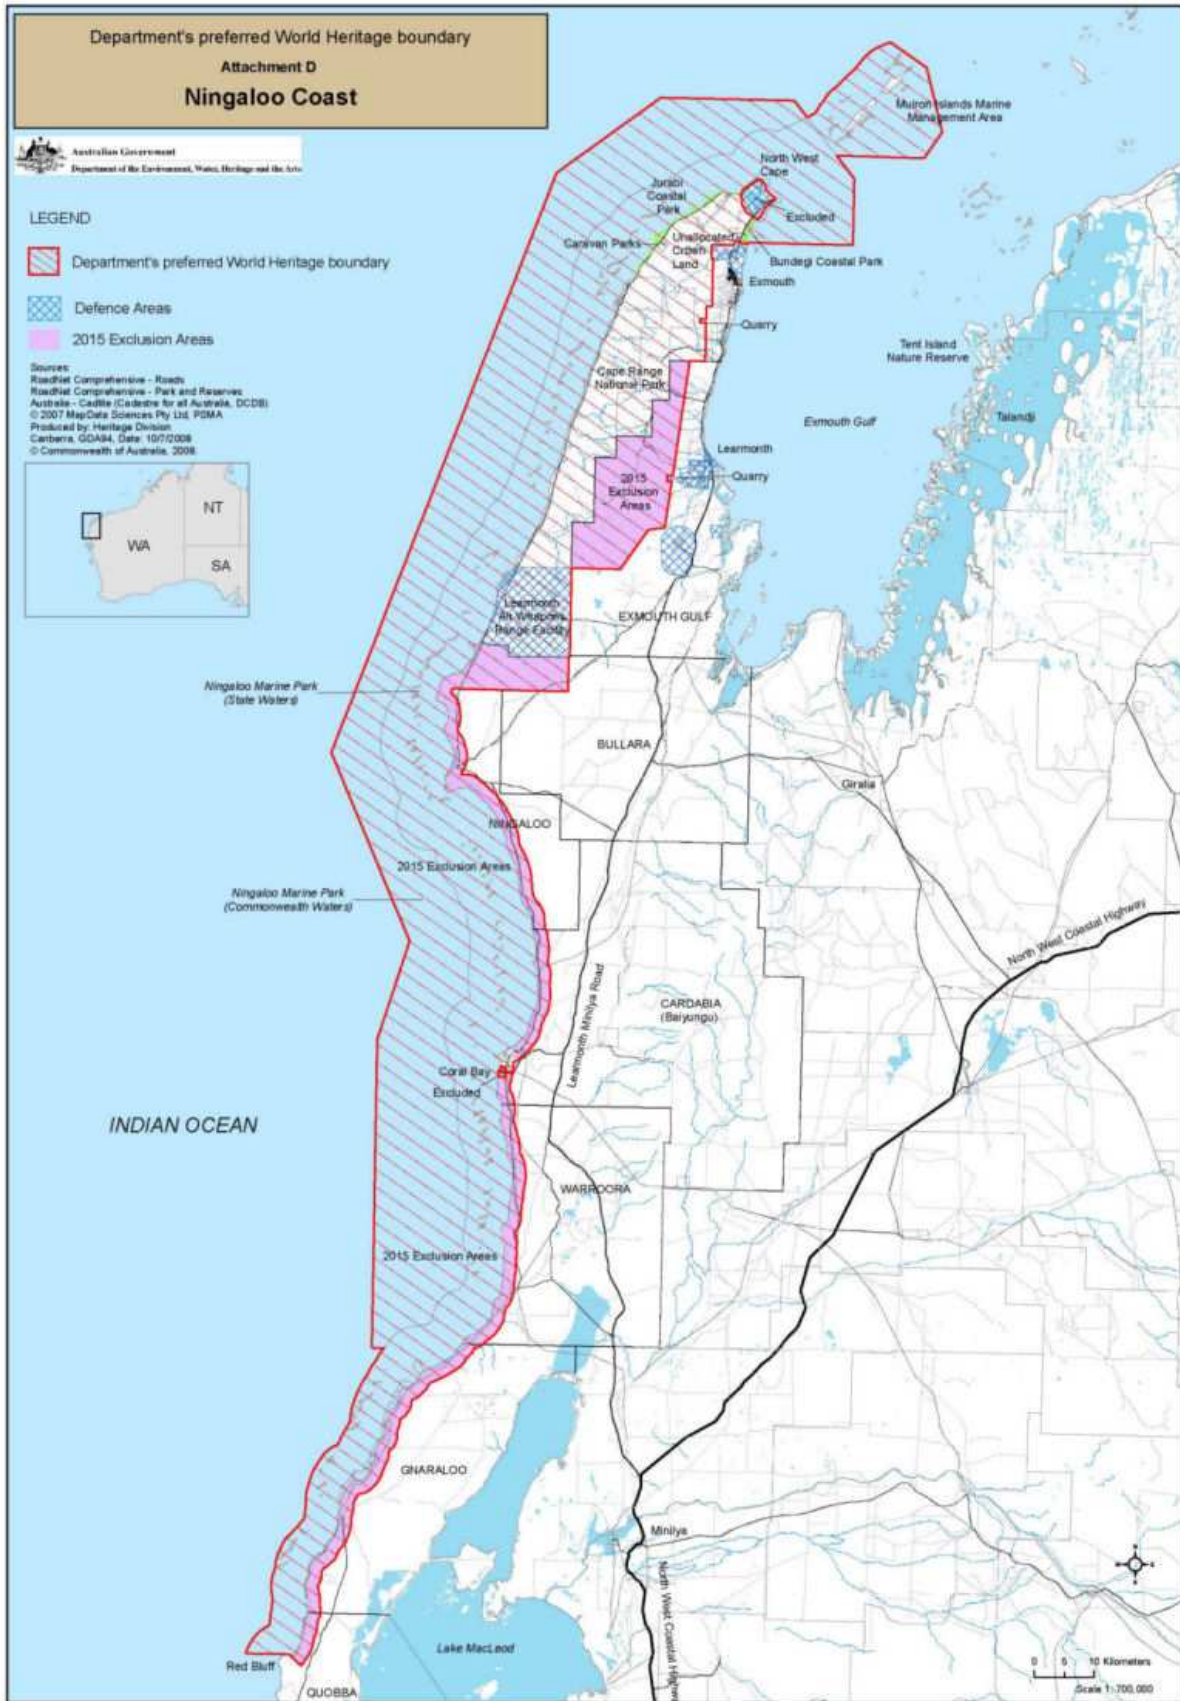 Department's preferred World Heritage boundary
Attachment D
Ningaloo Coast
Australian Government
Department of the Environment, Water, Heritage and the Arts
LEGEND
Department's preferred World Heritage boundary
Defence Areas
2015 Exclusion Areas
Sources:
RoadNet Comprehensive - Roads
RoadNet Comprehensive - Park and Reserves
Australia - Cadlite (Cadastre for all Australia, DCDB)
© 2007 MapData Sciences Pty Ltd, PSMA
Produced by: Heritage Division
Canberra, GDA94, Date: 10/7/2008
© Commonwealth of Australia, 2008.
NT
WA
SA
Muiron Islands Marine
Management Area
North West
Cape
Jurabi
Coastal
Park
Excluded
Caravan Parks
Unallocated
Crown
Land
Bundegi Coastal Park
Exmouth
Quarry
Tent Island
Nature Reserve
Cape Range
National Park
Exmouth Gulf
Talandji
Learmonth
Quarry
2015
Exclusion
Areas
Learmonth
Air Weapons
Range Facility
EXMOUTH GULF
Ningaloo Marine Park
(State Waters)
BULLARA
Giralia
NINGALOO
2015 Exclusion Areas
Ningaloo Marine Park
(Commonwealth Waters)
North West Coastal Highway
Learmonth Minilya Road
CARDABIA
(Baiyungu)
Coral Bay
Excluded
INDIAN OCEAN
WARROORA
2015 Exclusion Areas
GNARALOO
Minilya
North West Coastal Highway
Lake MacLeod
Red Bluff
QUOBBA
N
W
E
S
0 5 10 Kilometers
Scale 1:700,000